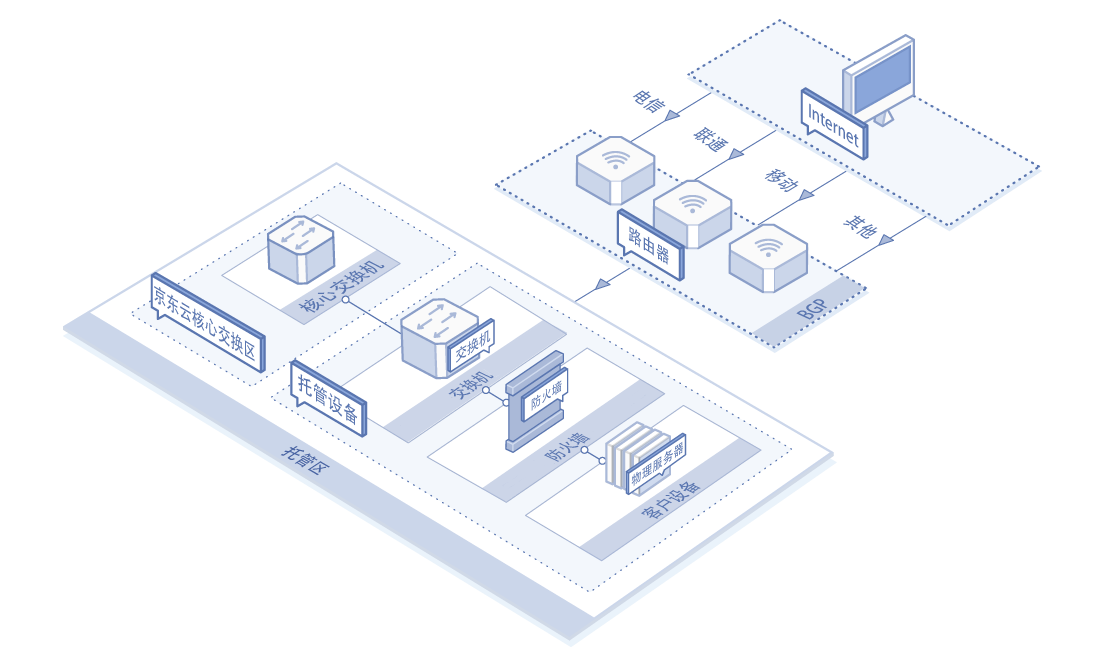 电信
联通
Internet
移动
其他
路由器
BGP
核心交换机
京东云核心交换区
交换机
交换机
托管设备
防火墙
防火墙
物理服务器
客户设备
托管区